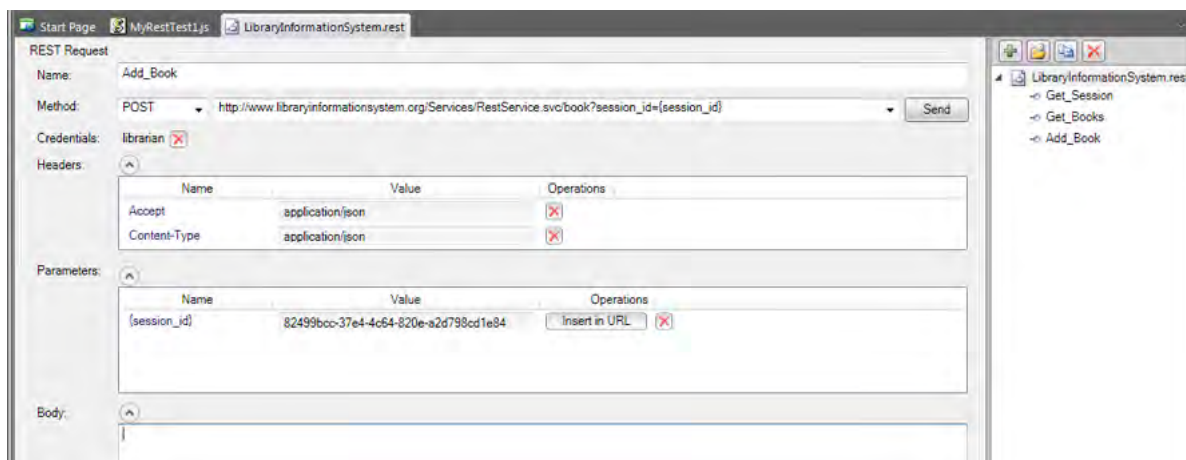 Start Page MyRestTest1.js LibraryInformationSystem.rest
REST Request
Name: Add_Book
Method: POST http://www.libraryinformationsystem.org/Services/RestService.svc/book?session_id={session_id} Send
Credentials: librarian
Headers:
Name Value Operations
Accept application/json
Content-Type application/json
Parameters:
Name Value Operations
{session_id} 82499bcc-37e4-4c64-820e-a2d798cd1e84 Insert in URL
Body:
LibraryInformationSystem.res
Get_Session
Get_Books
Add_Book